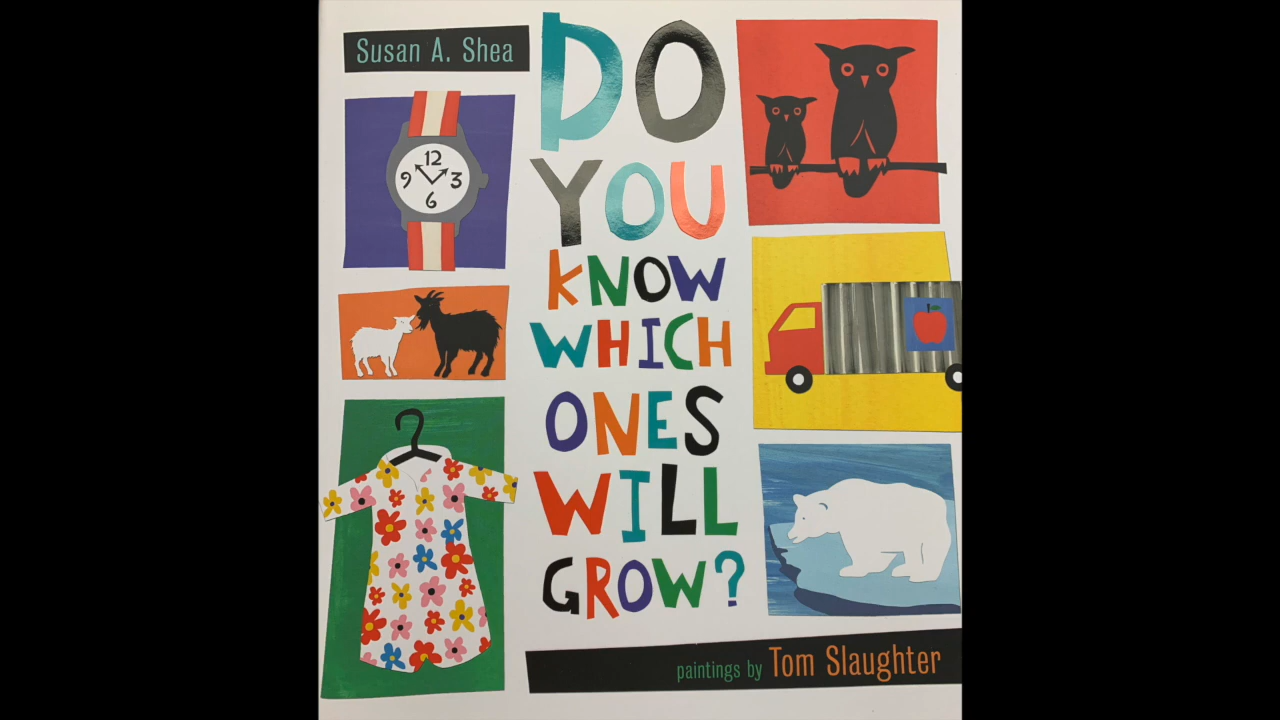 Susan A. Shea
DO
YOU
KNOW
WHICH
ONES
WILL
GROW?
12
9 3
6
paintings by Tom Slaughter